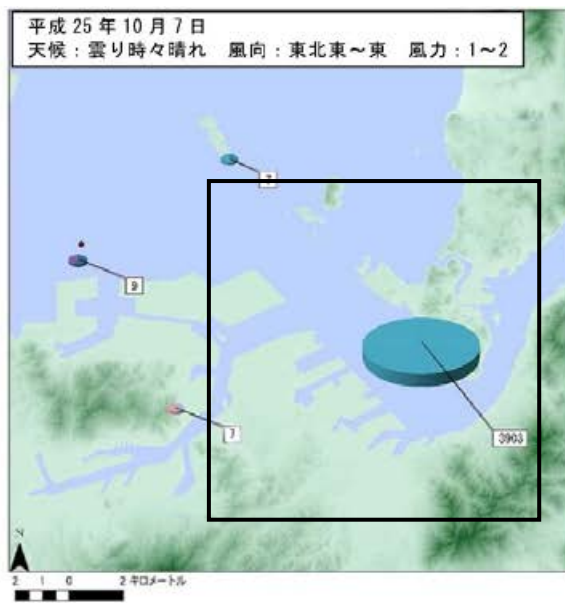 平成 25 年 10 月 7 日
天候：雲り時々晴れ　風向：東北東～東　風力：1～2
9
7
3903
2 1 0 2 キロメートル